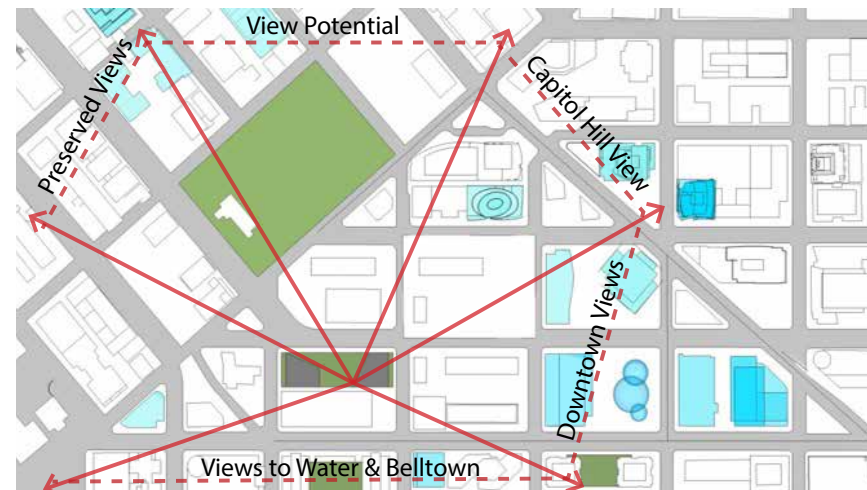 View Potential
Preserved Views
Capitol Hill View
Downtown Views
Views to Water & Belltown